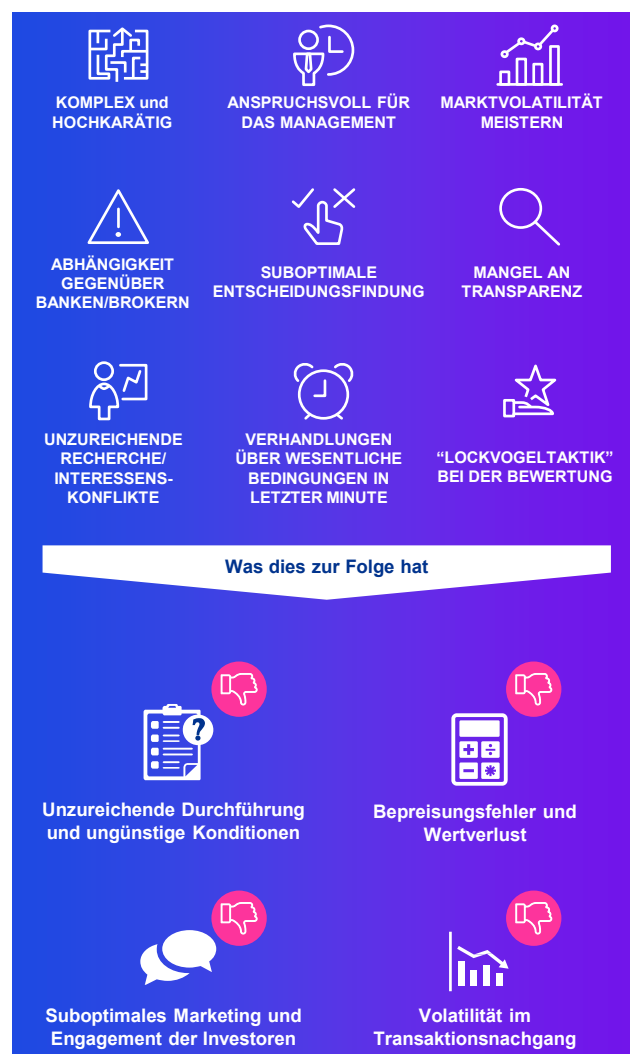 KOMPLEX und
HOCHKARÄTIG
ANSPRUCHSVOLL FÜR
DAS MANAGEMENT
MARKTVOLATILITÄT
MEISTERN
ABHÄNGIGKEIT
GEGENÜBER
BANKEN/BROKERN
SUBOPTIMALE
ENTSCHEIDUNGSFINDUNG
MANGEL AN
TRANSPARENZ
UNZUREICHENDE
RECHERCHE/
INTERESSENS-
KONFLIKTE
VERHANDLUNGEN
ÜBER WESENTLICHE
BEDINGUNGEN IN
LETZTER MINUTE
“LOCKVOGELTAKTIK”
BEI DER BEWERTUNG
Was dies zur Folge hat
?
Unzureichende Durchführung
und ungünstige Konditionen
Bepreisungsfehler und
Wertverlust
Suboptimales Marketing und
Engagement der Investoren
Volatilität im
Transaktionsnachgang